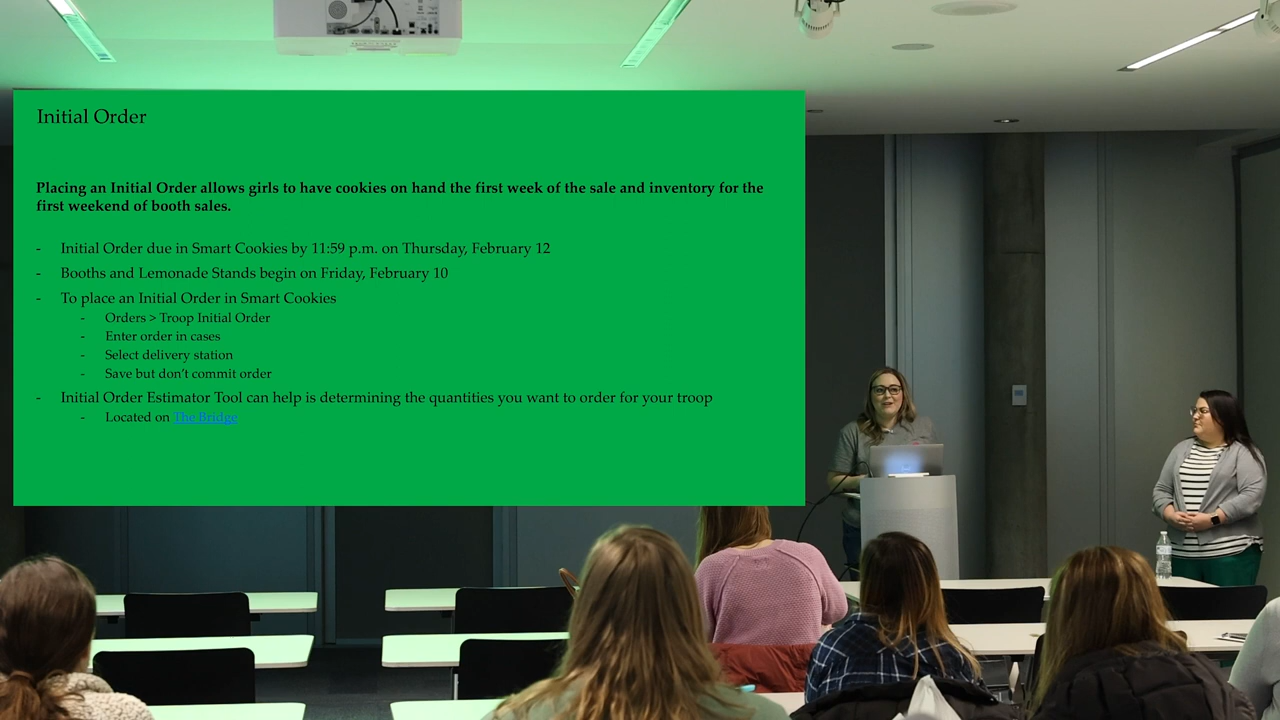 Initial Order
Placing an Initial Order allows girls to have cookies on hand the first week of the sale and inventory for the
first weekend of booth sales.
- Initial Order due in Smart Cookies by 11:59 p.m. on Thursday, February 12
- Booths and Lemonade Stands begin on Friday, February 10
- To place an Initial Order in Smart Cookies
- Orders > Troop Initial Order
- Enter order in cases
- Select delivery station
- Save but don’t commit order
- Initial Order Estimator Tool can help is determining the quantities you want to order for your troop
- Located on The Bridge